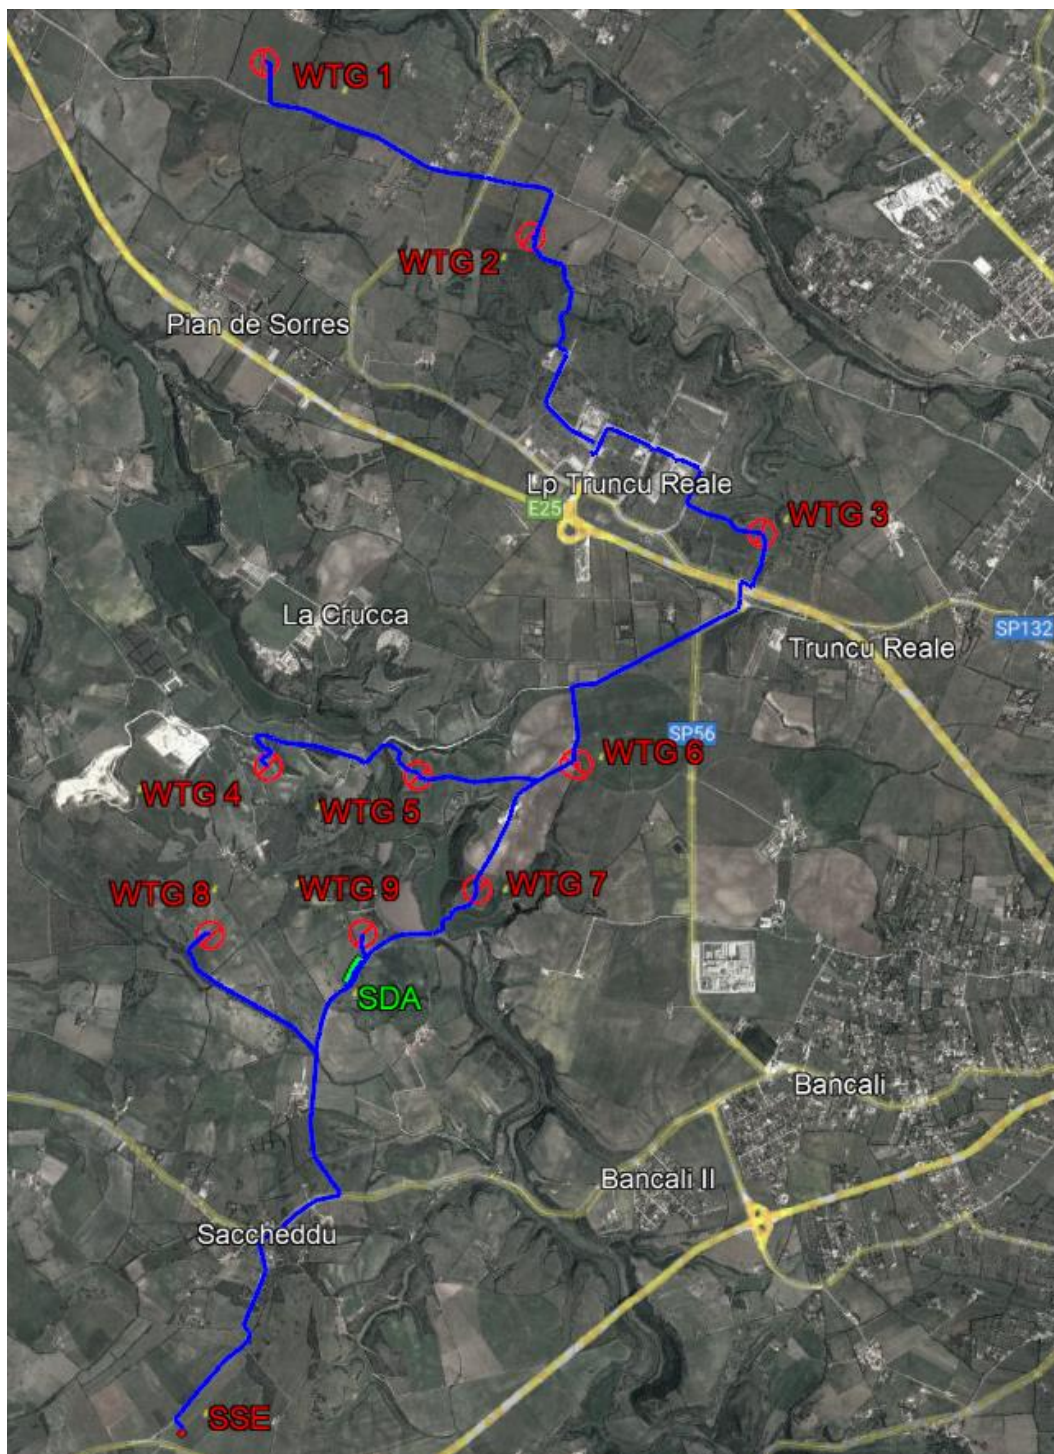 WTG 1
WTG 2
Pian de Sorres
Lp Truncu Reale
E25
WTG 3
La Crucca
SP132
Truncu Reale
SP56
WTG 6
WTG 4
WTG 5
WTG 8
WTG 9
WTG 7
SDA
Bancali
Bancali II
Saccheddu
SSE